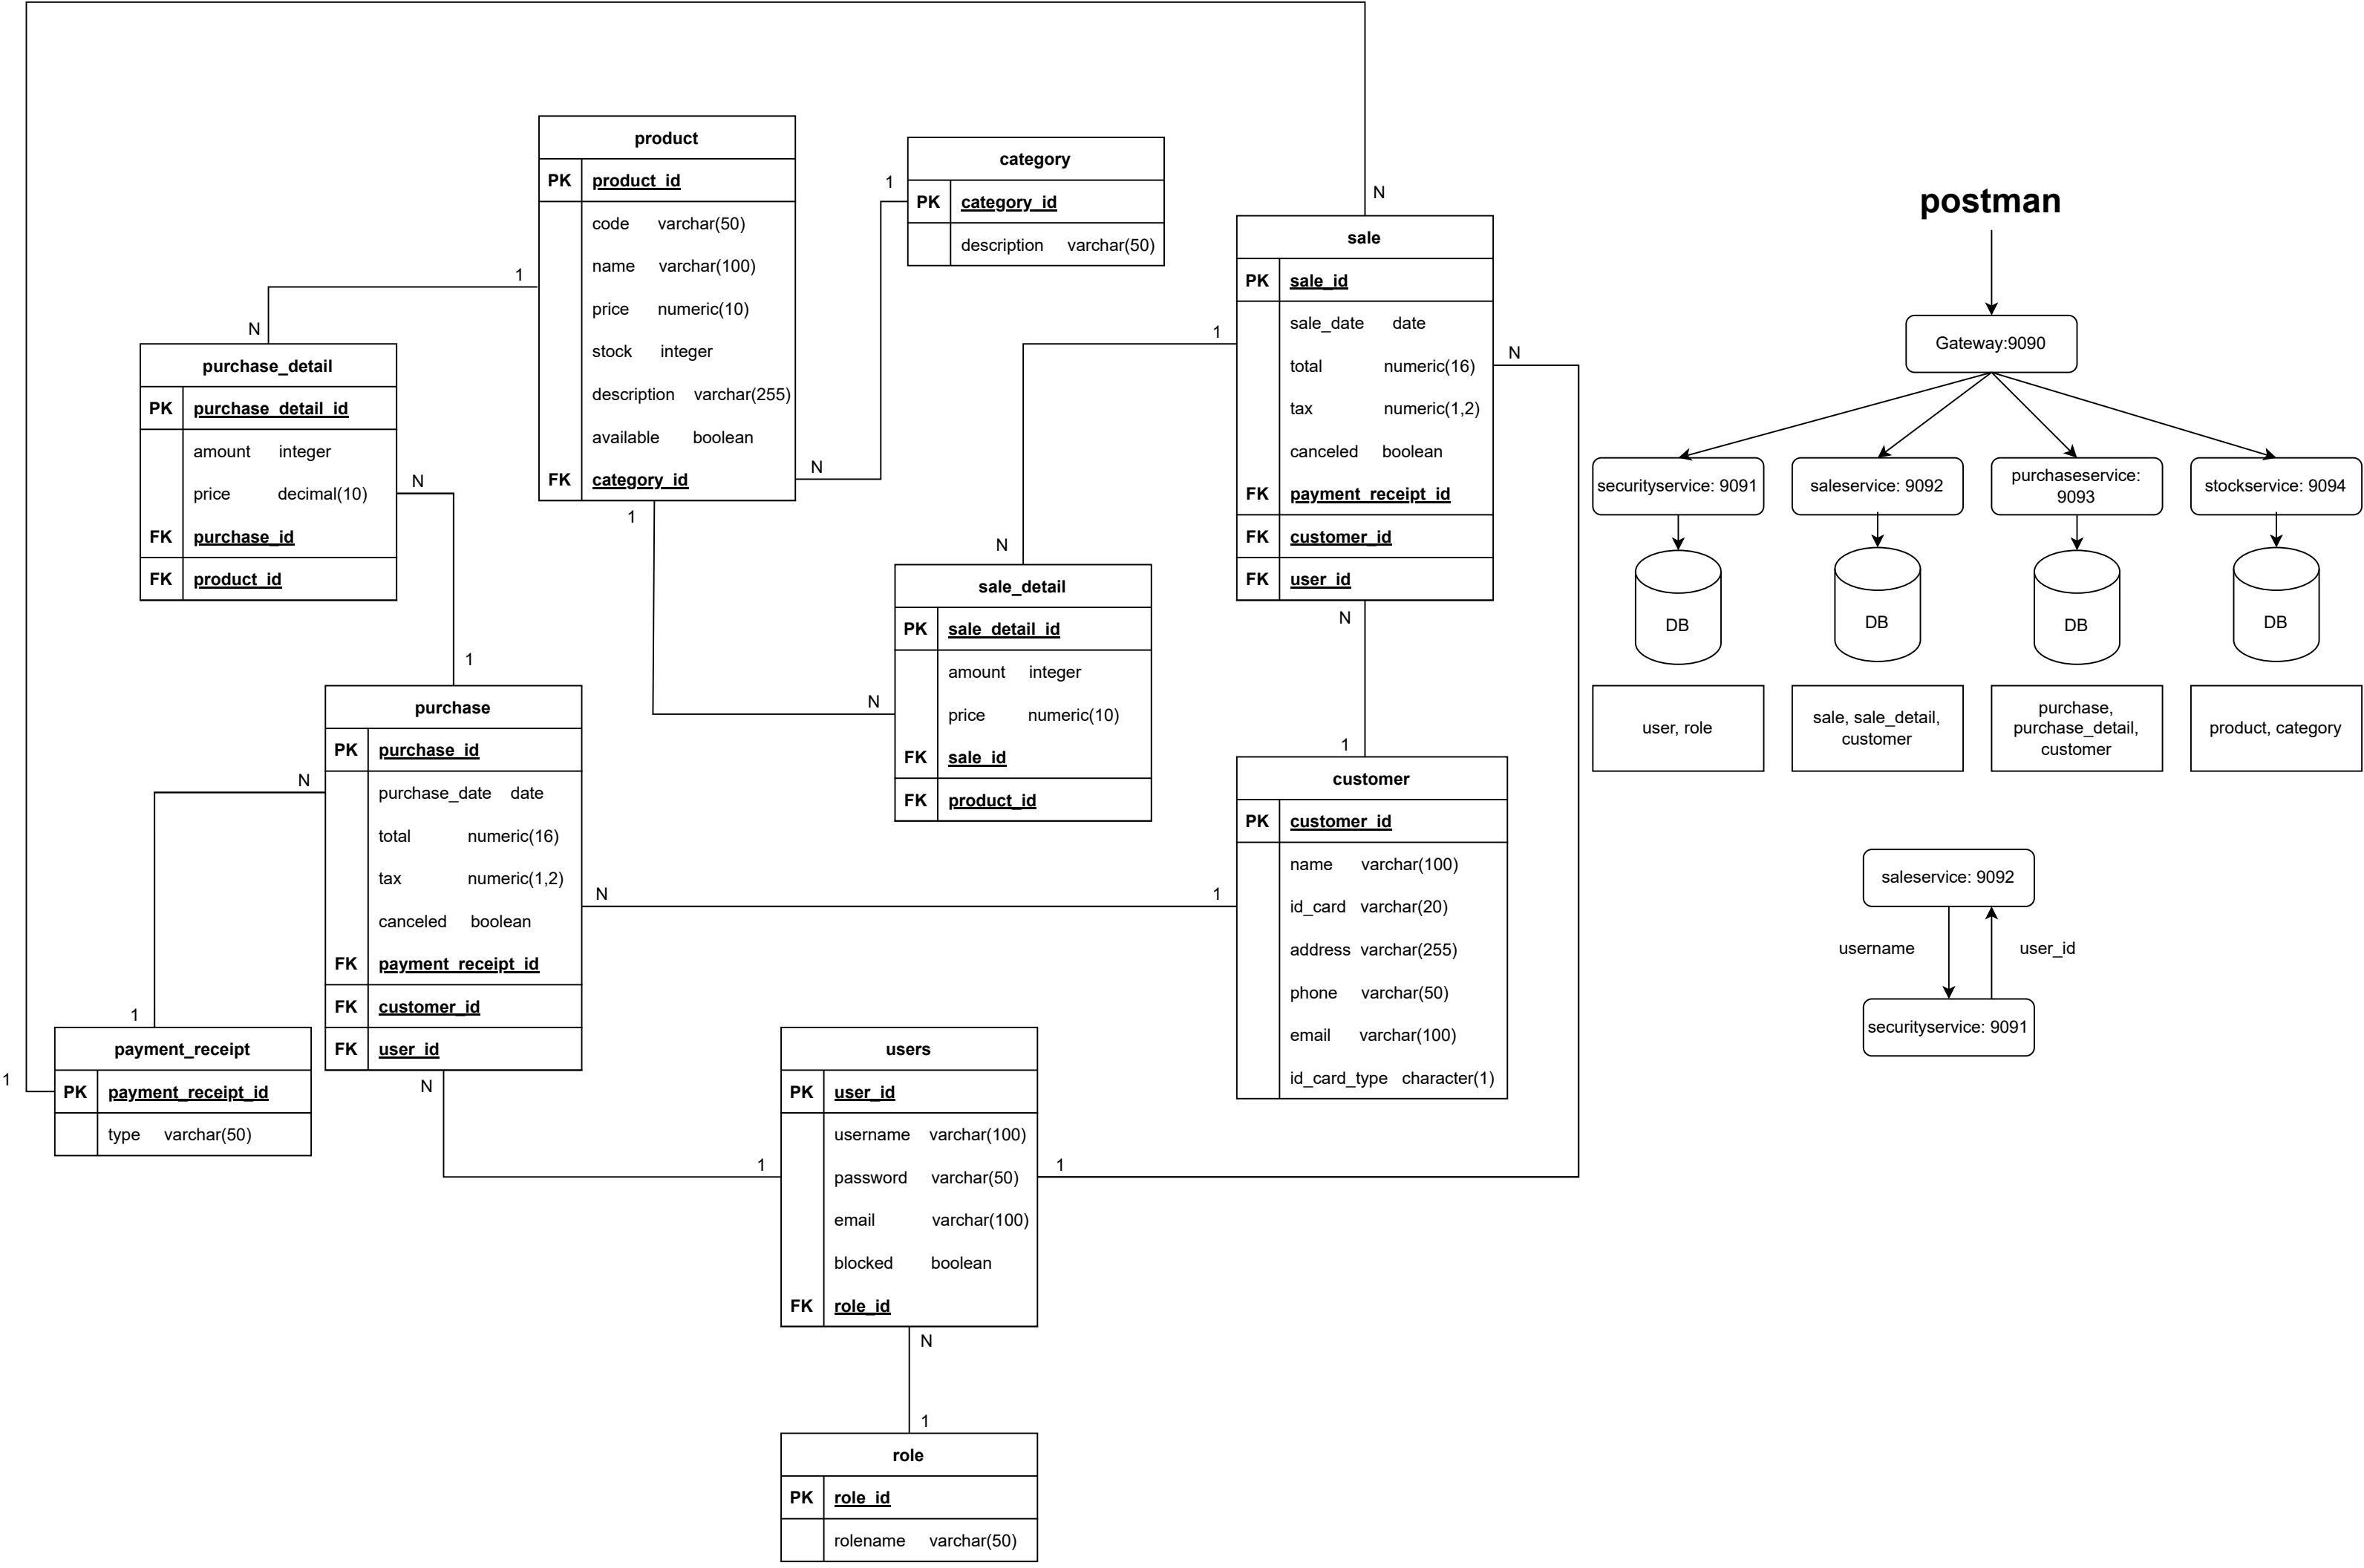 product
PK product_id
code varchar(50)
name varchar(100)
price numeric(10)
stock integer
description varchar(255)
available boolean
FK category_id
1
N
1
1
category
PK category_id
description varchar(50)
N
sale
PK sale_id
sale_date date
total numeric(16)
tax numeric(1,2)
canceled boolean
FK payment_receipt_id
FK customer_id
FK user_id
1
N
N
N
purchase_detail
PK purchase_detail_id
amount integer
price decimal(10)
FK purchase_id
FK product_id
N
1
N
sale_detail
PK sale_detail_id
amount integer
price numeric(10)
FK sale_id
FK product_id
N
purchase
PK purchase_id
purchase_date date
total numeric(16)
tax numeric(1,2)
canceled boolean
FK payment_receipt_id
FK customer_id
FK user_id
N
N
1
N
1
customer
PK customer_id
name varchar(100)
id_card varchar(20)
address varchar(255)
phone varchar(50)
email varchar(100)
id_card_type character(1)
1
1
payment_receipt
PK payment_receipt_id
type varchar(50)
users
PK user_id
username varchar(100)
password varchar(50)
email varchar(100)
blocked boolean
FK role_id
1
1
N
1
role
PK role_id
rolename varchar(50)
postman
Gateway:9090
securityservice: 9091
saleservice: 9092
purchaseservice:
9093
stockservice: 9094
DB
DB
DB
DB
user, role
sale, sale_detail,
customer
purchase,
purchase_detail,
customer
product, category
saleservice: 9092
username
user_id
securityservice: 9091